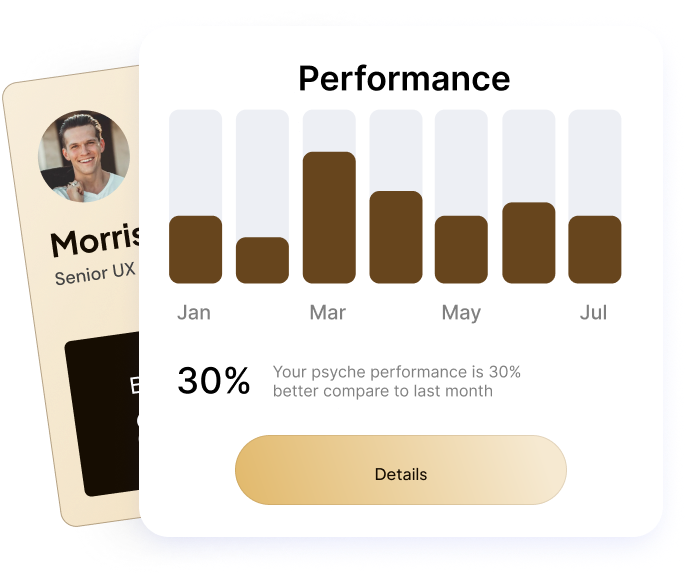 Performance
Morris
Senior UX
Jan Mar May Jul
30%
Your psyche performance is 30%
better compare to last month
Details